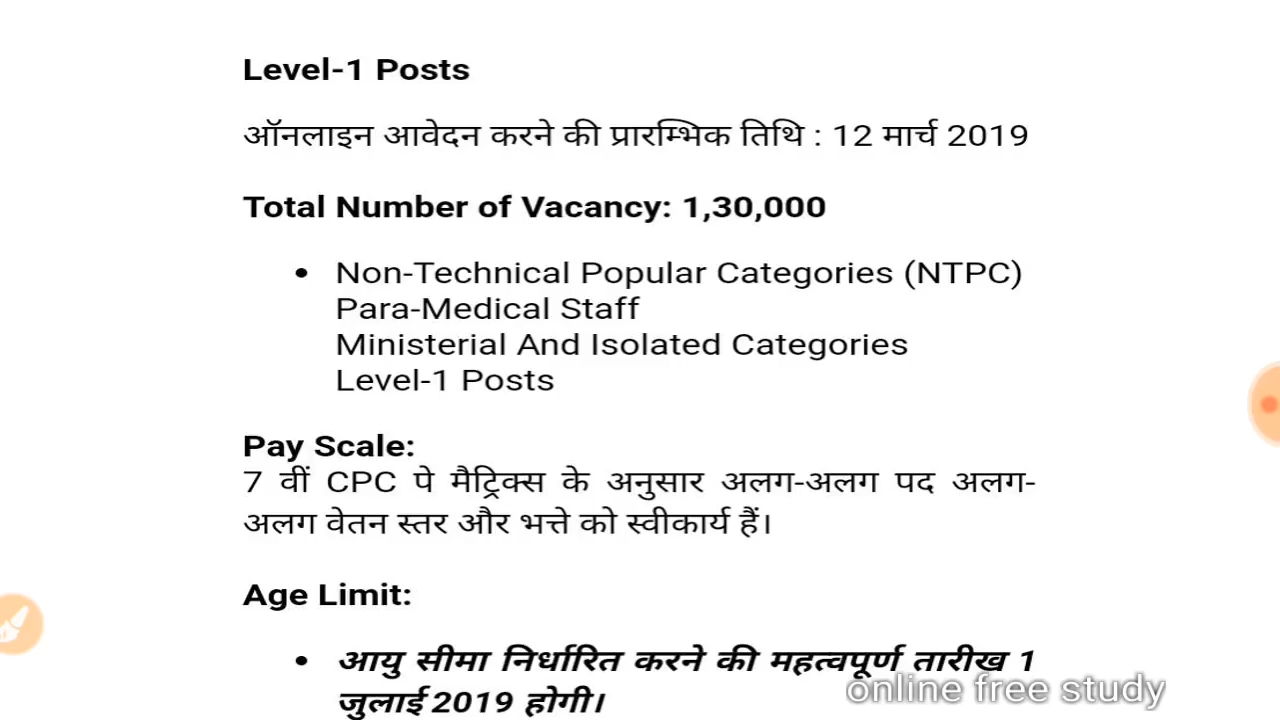 Level-1 Posts
ऑनलाइन आवेदन करने की प्रारम्भिक तिथि : 12 मार्च 2019
Total Number of Vacancy: 1,30,000
• Non-Technical Popular Categories (NTPC)
Para-Medical Staff
Ministerial And Isolated Categories
Level-1 Posts
Pay Scale:
7 वीं CPC पे मैट्रिक्स के अनुसार अलग-अलग पद अलग-
अलग वेतन स्तर और भत्ते को स्वीकार्य हैं।
Age Limit:
• आयु सीमा निर्धारित करने की महत्वपूर्ण तारीख 1
जुलाई 2019 होगी।
online free study